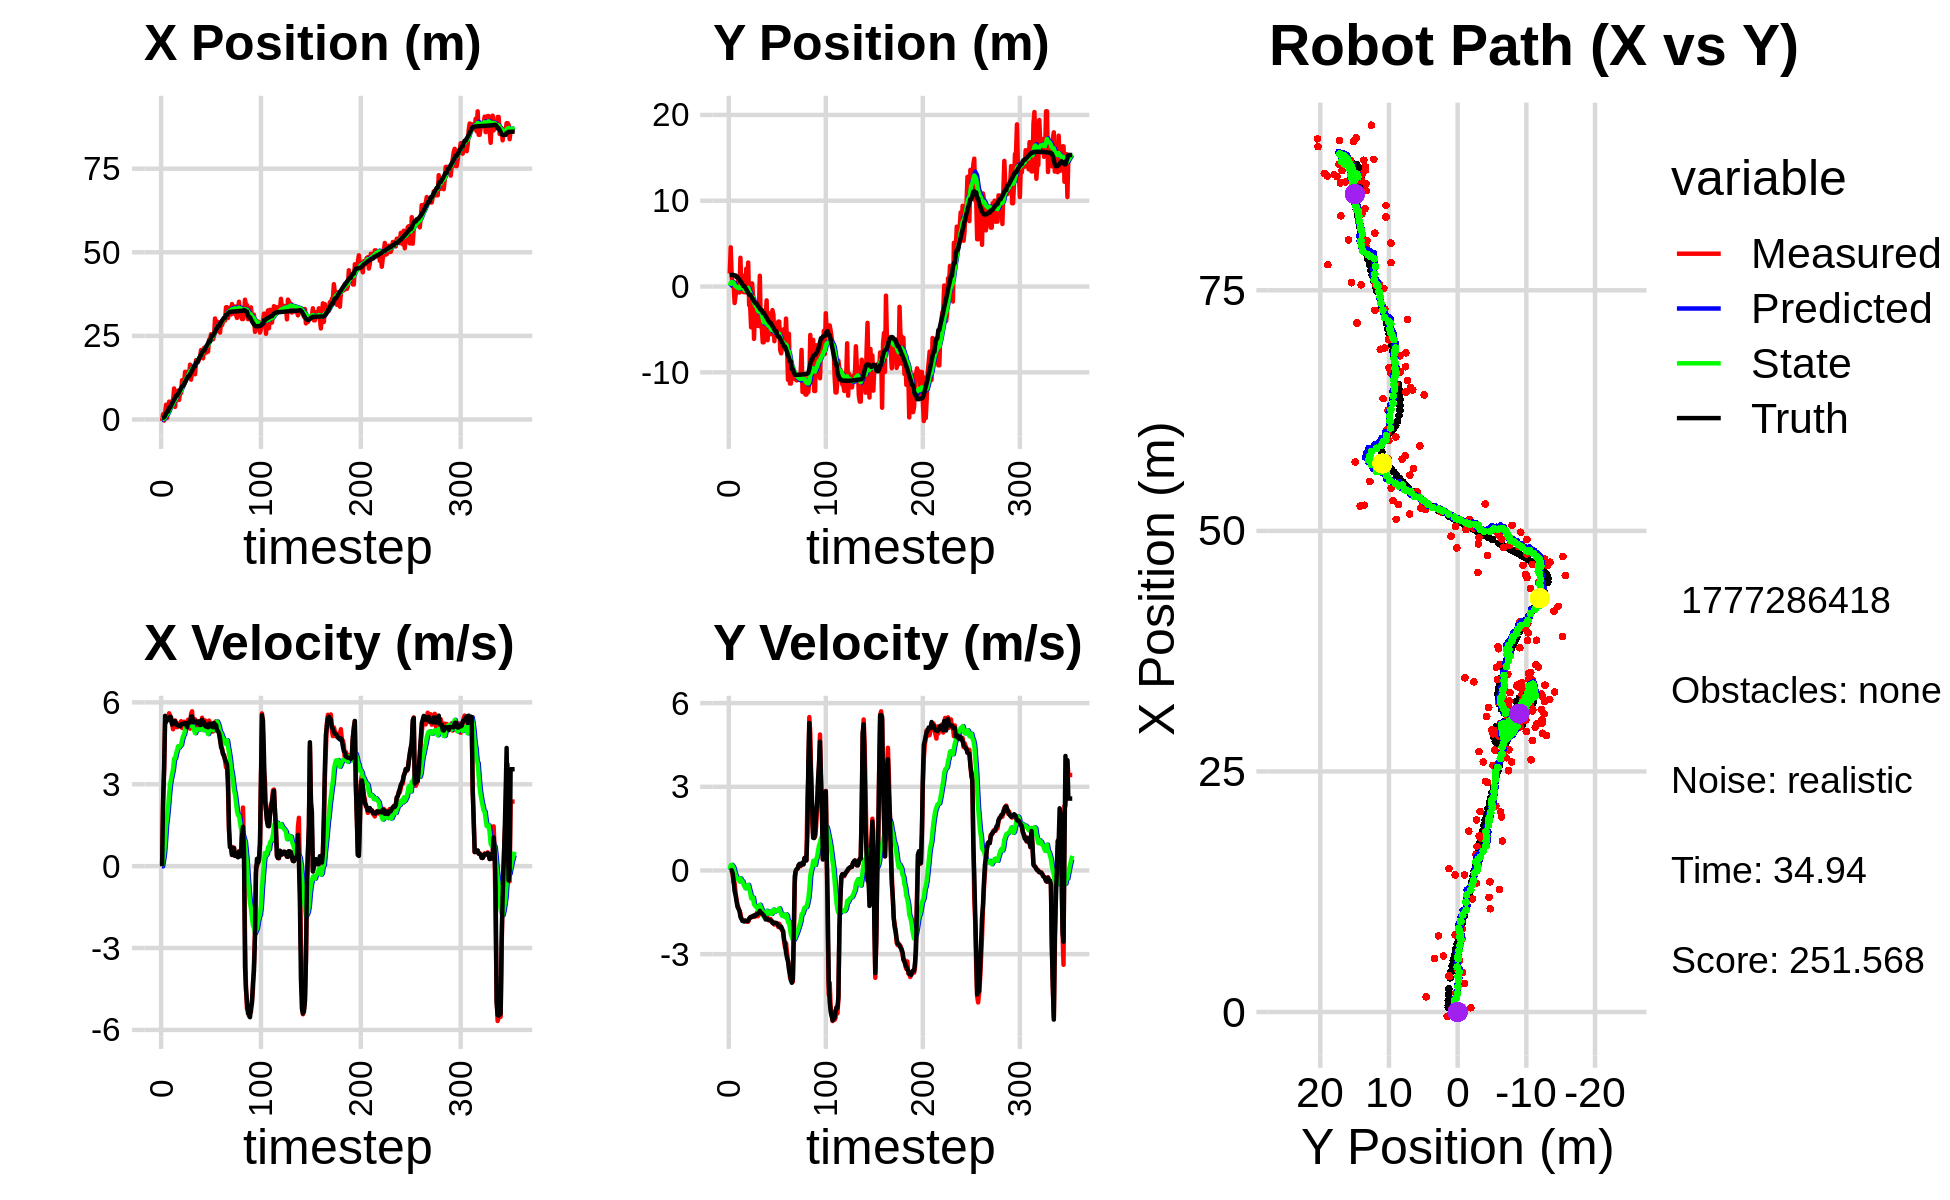 X Position (m)
75
50
25
0
0
100
200
300
timestep
Y Position (m)
20
10
0
-10
0
100
200
300
timestep
X Velocity (m/s)
6
3
0
-3
-6
0
100
200
300
timestep
Y Velocity (m/s)
6
3
0
-3
0
100
200
300
timestep
Robot Path (X vs Y)
X Position (m)
75
50
25
0
20 10 0 -10 -20
Y Position (m)
variable
Measured
Predicted
State
Truth
1777286418
Obstacles: none
Noise: realistic
Time: 34.94
Score: 251.568